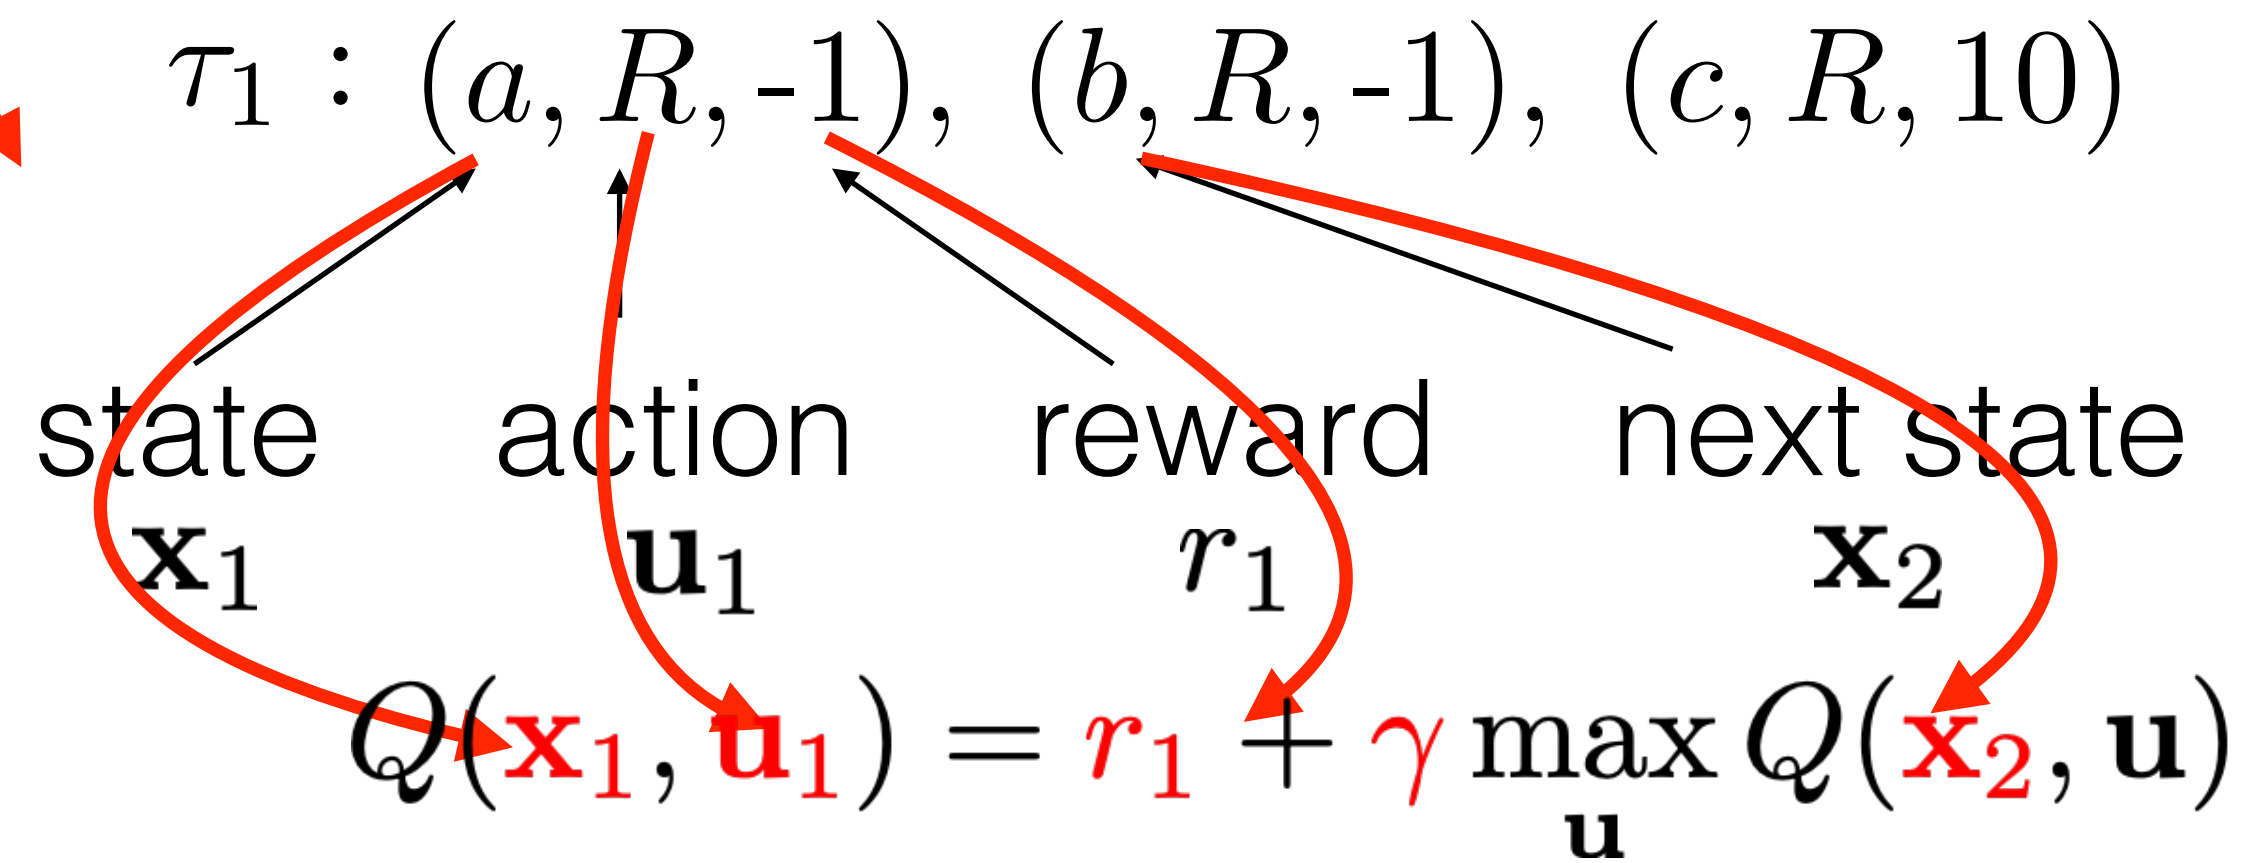 τ₁ : (a, R, -1), (b, R, -1), (c, R, 10)
state action reward next state
𝐱₁ 𝐮₁ r₁ 𝐱₂
Q(𝐱₁, 𝐮₁) = r₁ + γ max Q(𝐱₂, 𝐮)
𝐮